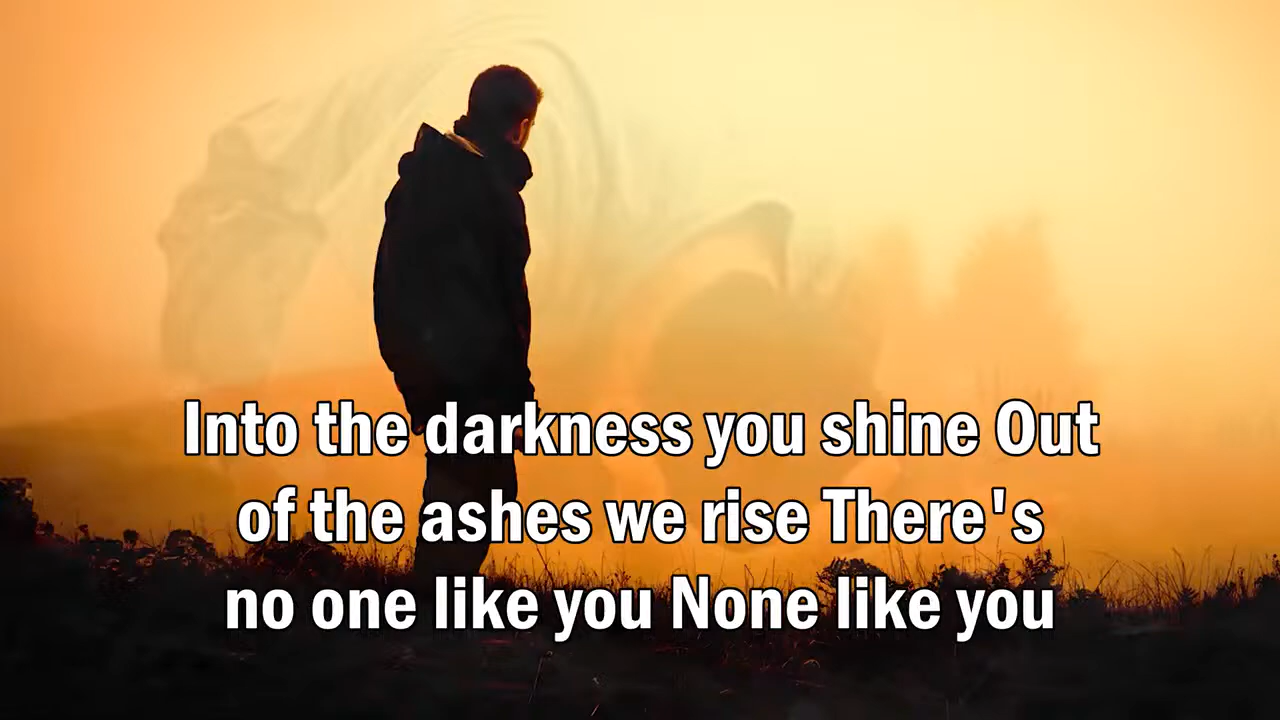 Into the darkness you shine Out
of the ashes we rise There's
no one like you None like you